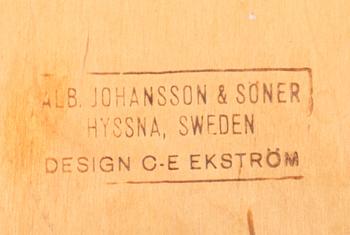 ALB. JOHANSSON & SÖNER
HYSSNA, SWEDEN
DESIGN C-E EKSTRÖM